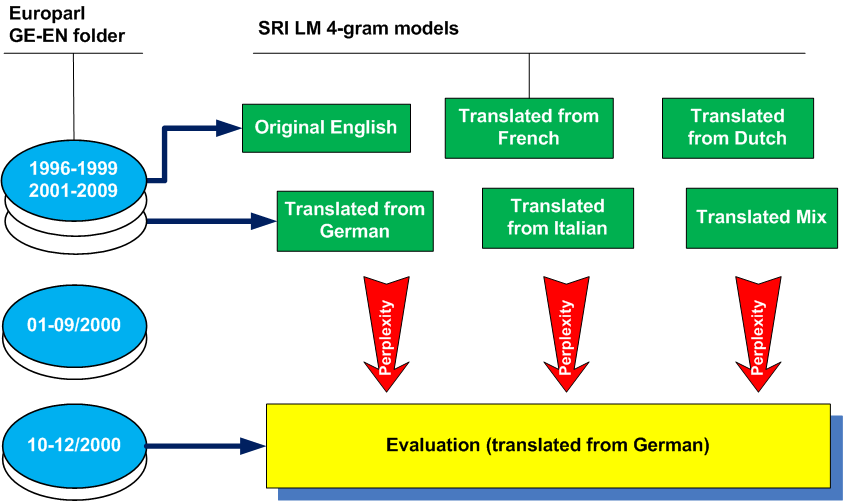 Europarl
GE-EN folder
SRI LM 4-gram models
Original English
Translated from
French
Translated
from Dutch
1996-1999
2001-2009
Translated from
German
Translated
from Italian
Translated Mix
Perplexity
Perplexity
Perplexity
01-09/2000
10-12/2000
Evaluation (translated from German)